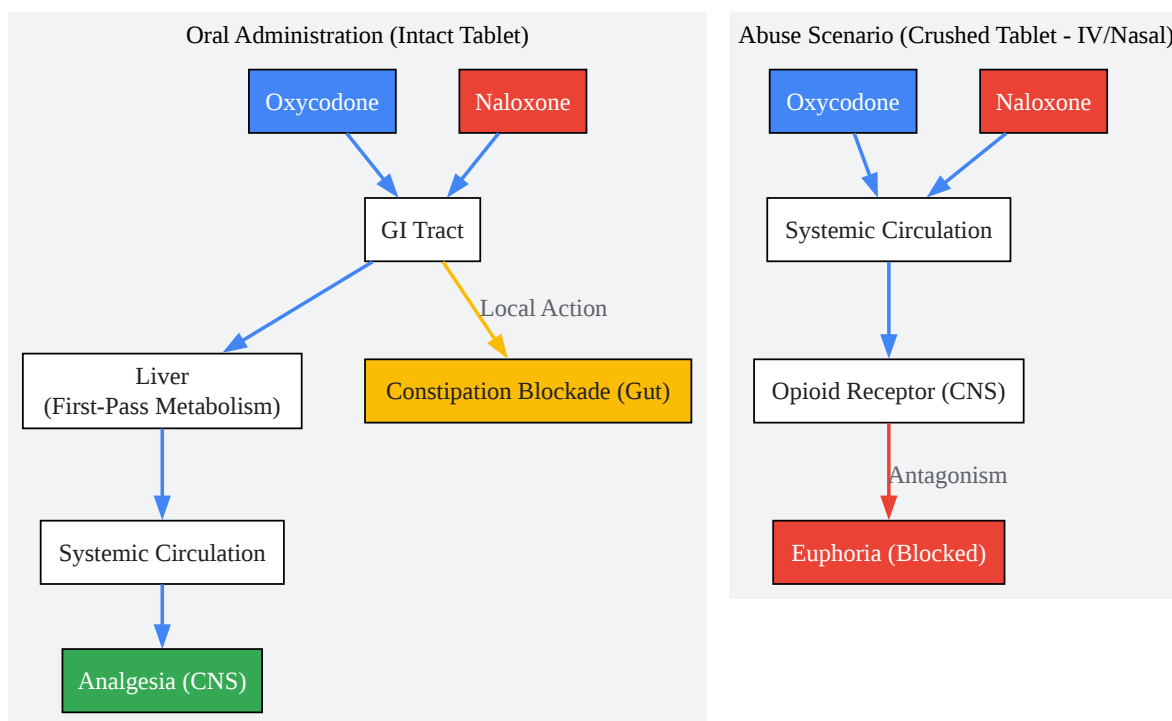 Oral Administration (Intact Tablet)
Oxycodone
Naloxone
GI Tract
Local Action
Liver
(First-Pass Metabolism)
Constipation Blockade (Gut)
Systemic Circulation
Analgesia (CNS)
Abuse Scenario (Crushed Tablet - IV/Nasal)
Oxycodone
Naloxone
Systemic Circulation
Opioid Receptor (CNS)
Antagonism
Euphoria (Blocked)